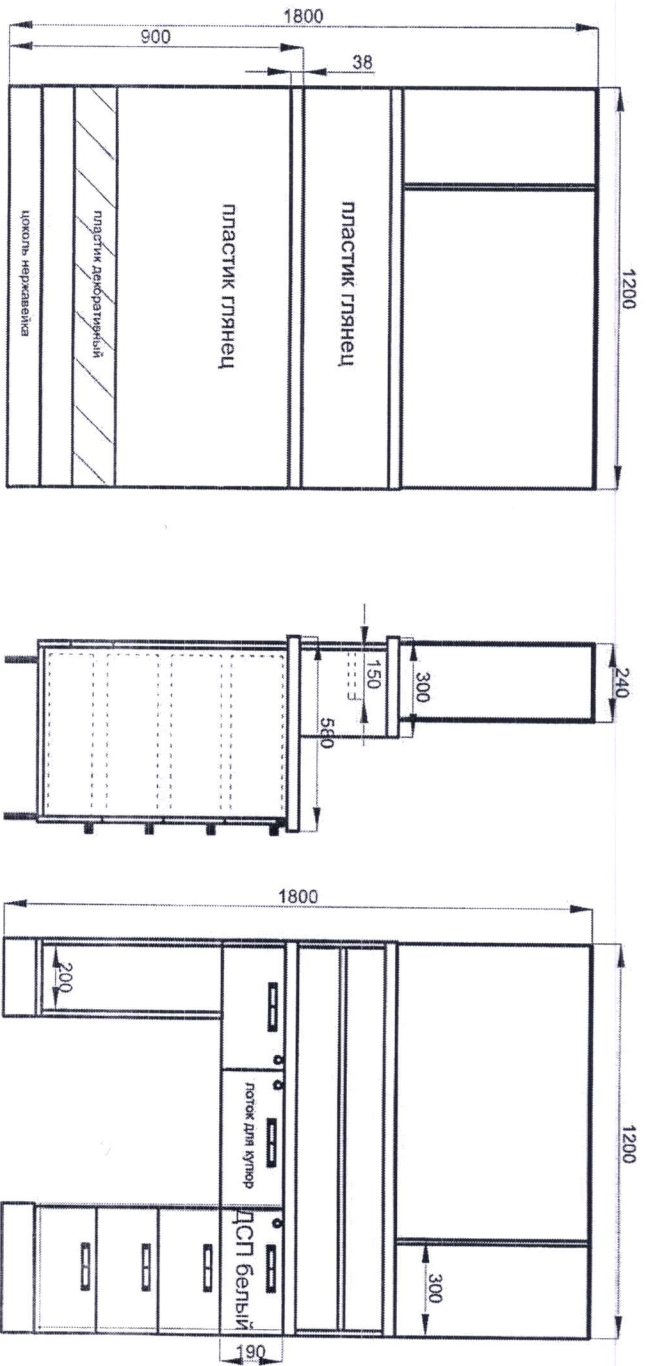 1800
900
38
1200
пластик глянец
пластик глянец
пластик декоративный
цоколь нержавейка
240
300
150
580
1800
1200
200
лоток для купюр
ДСП белый
300
190